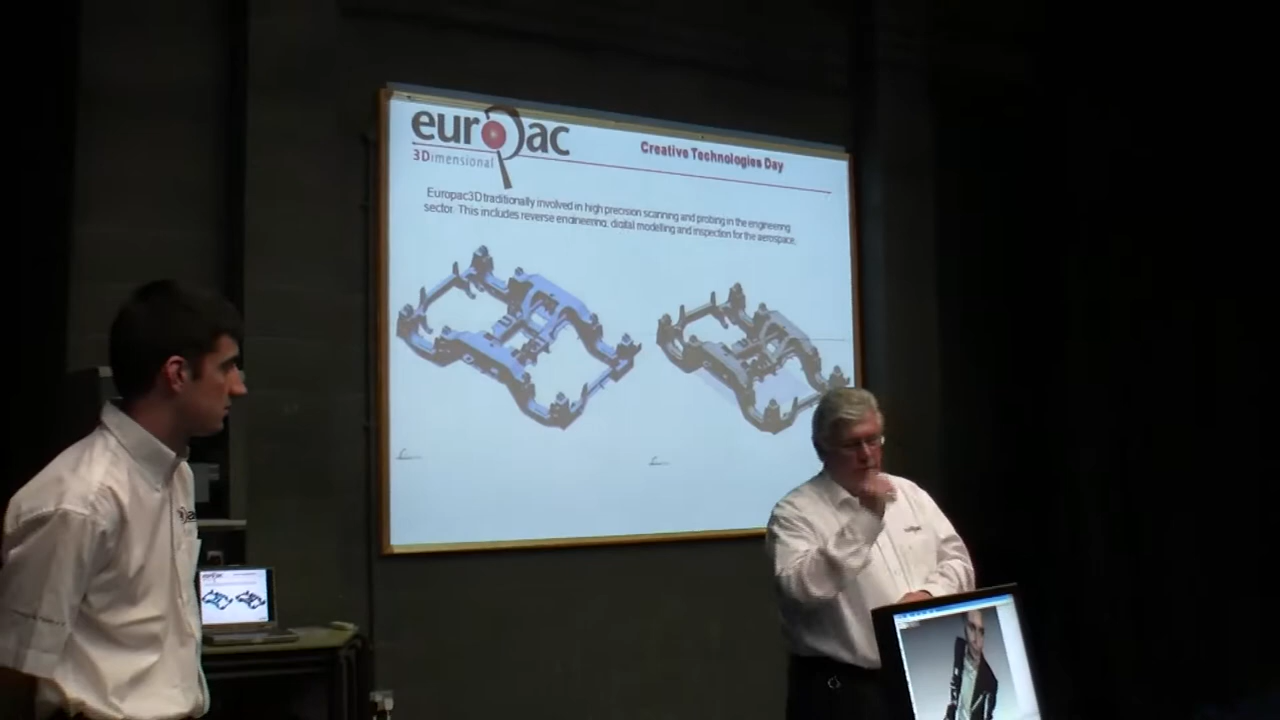 europac
3Dimensional
Creative Technologies Day
Europac3D traditionally involved in high precision scanning and probing in the engineering
sector. This includes reverse engineering, digital modelling and inspection for the aerospace.